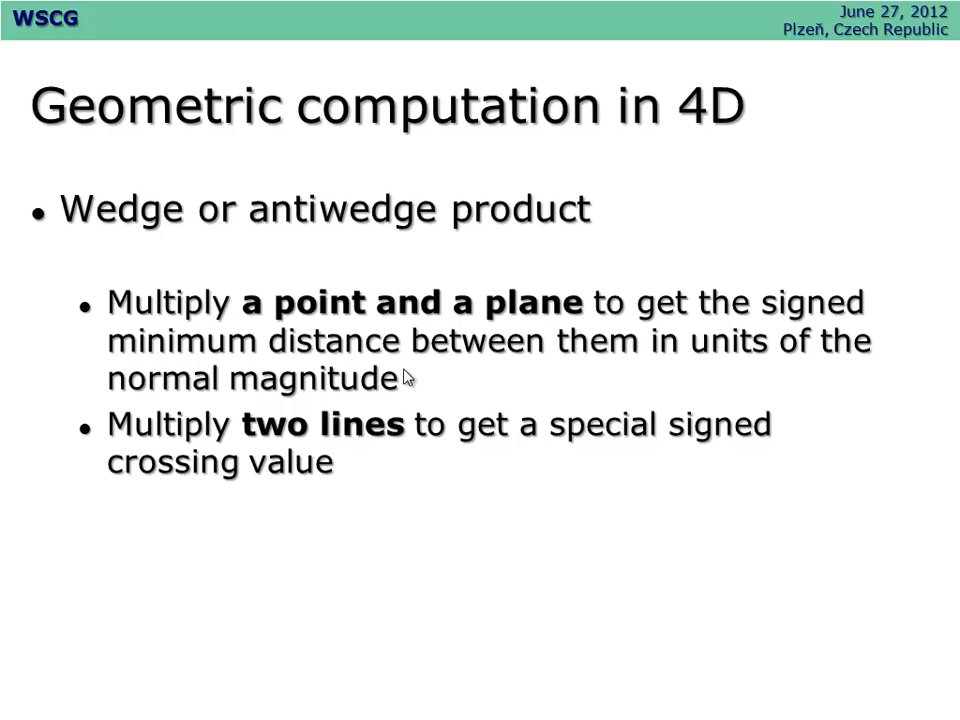 WSCG
June 27, 2012
Plzeň, Czech Republic
Geometric computation in 4D
● Wedge or antiwedge product
● Multiply a point and a plane to get the signed
minimum distance between them in units of the
normal magnitude
● Multiply two lines to get a special signed
crossing value